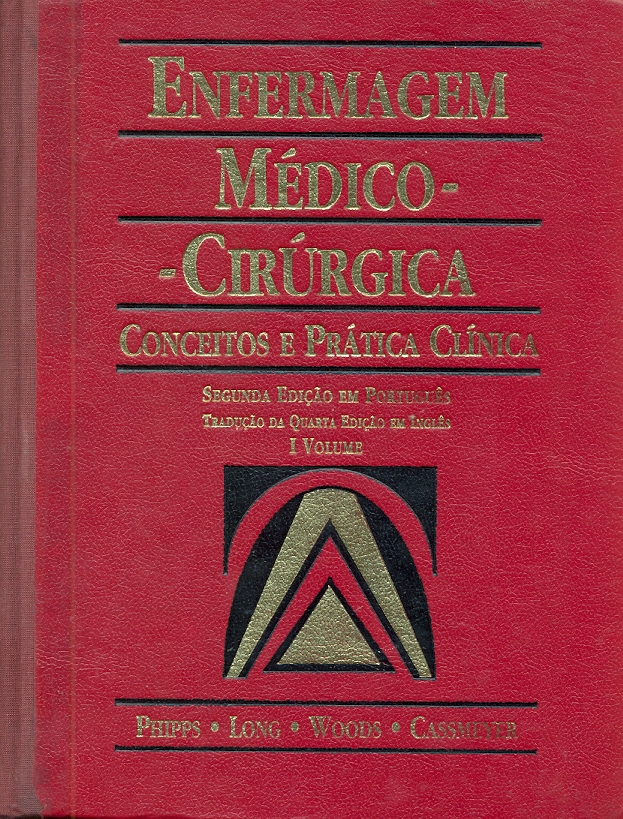 ENFERMAGEM
MÉDICO-
-CIRÚRGICA
CONCEITOS E PRÁTICA CLÍNICA
SEGUNDA EDIÇÃO EM PORTUGUÊS
TRADUÇÃO DA QUARTA EDIÇÃO EM INGLÊS
I VOLUME
PHIPPS • LONG • WOODS • CASSMEYER